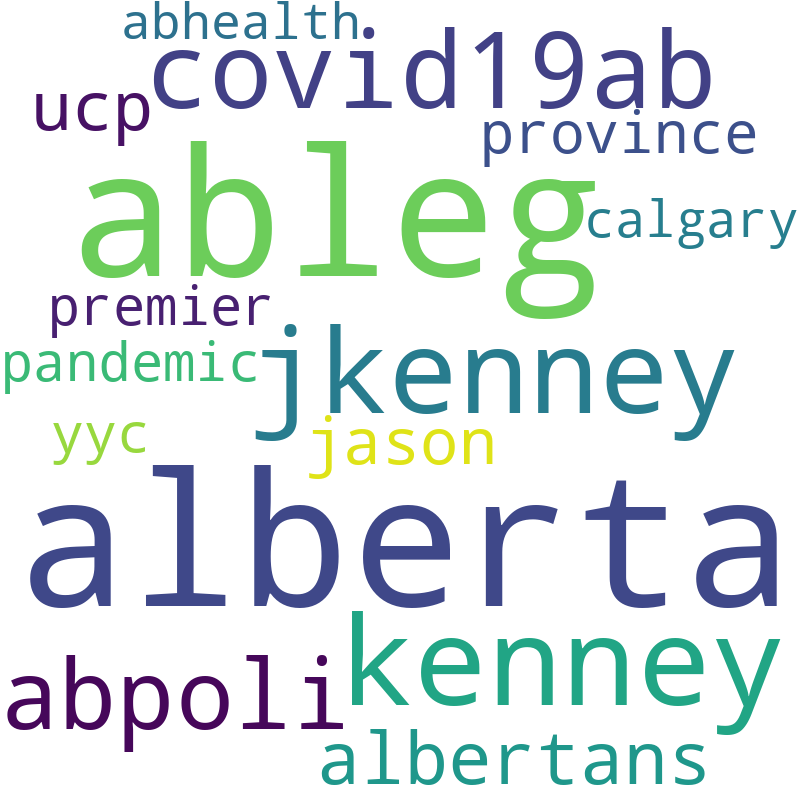 abhealth
covid19ab
ucp
province
ableg
calgary
premier
jkenney
pandemic
jason
yyc
alberta
kenney
abpoli
albertans